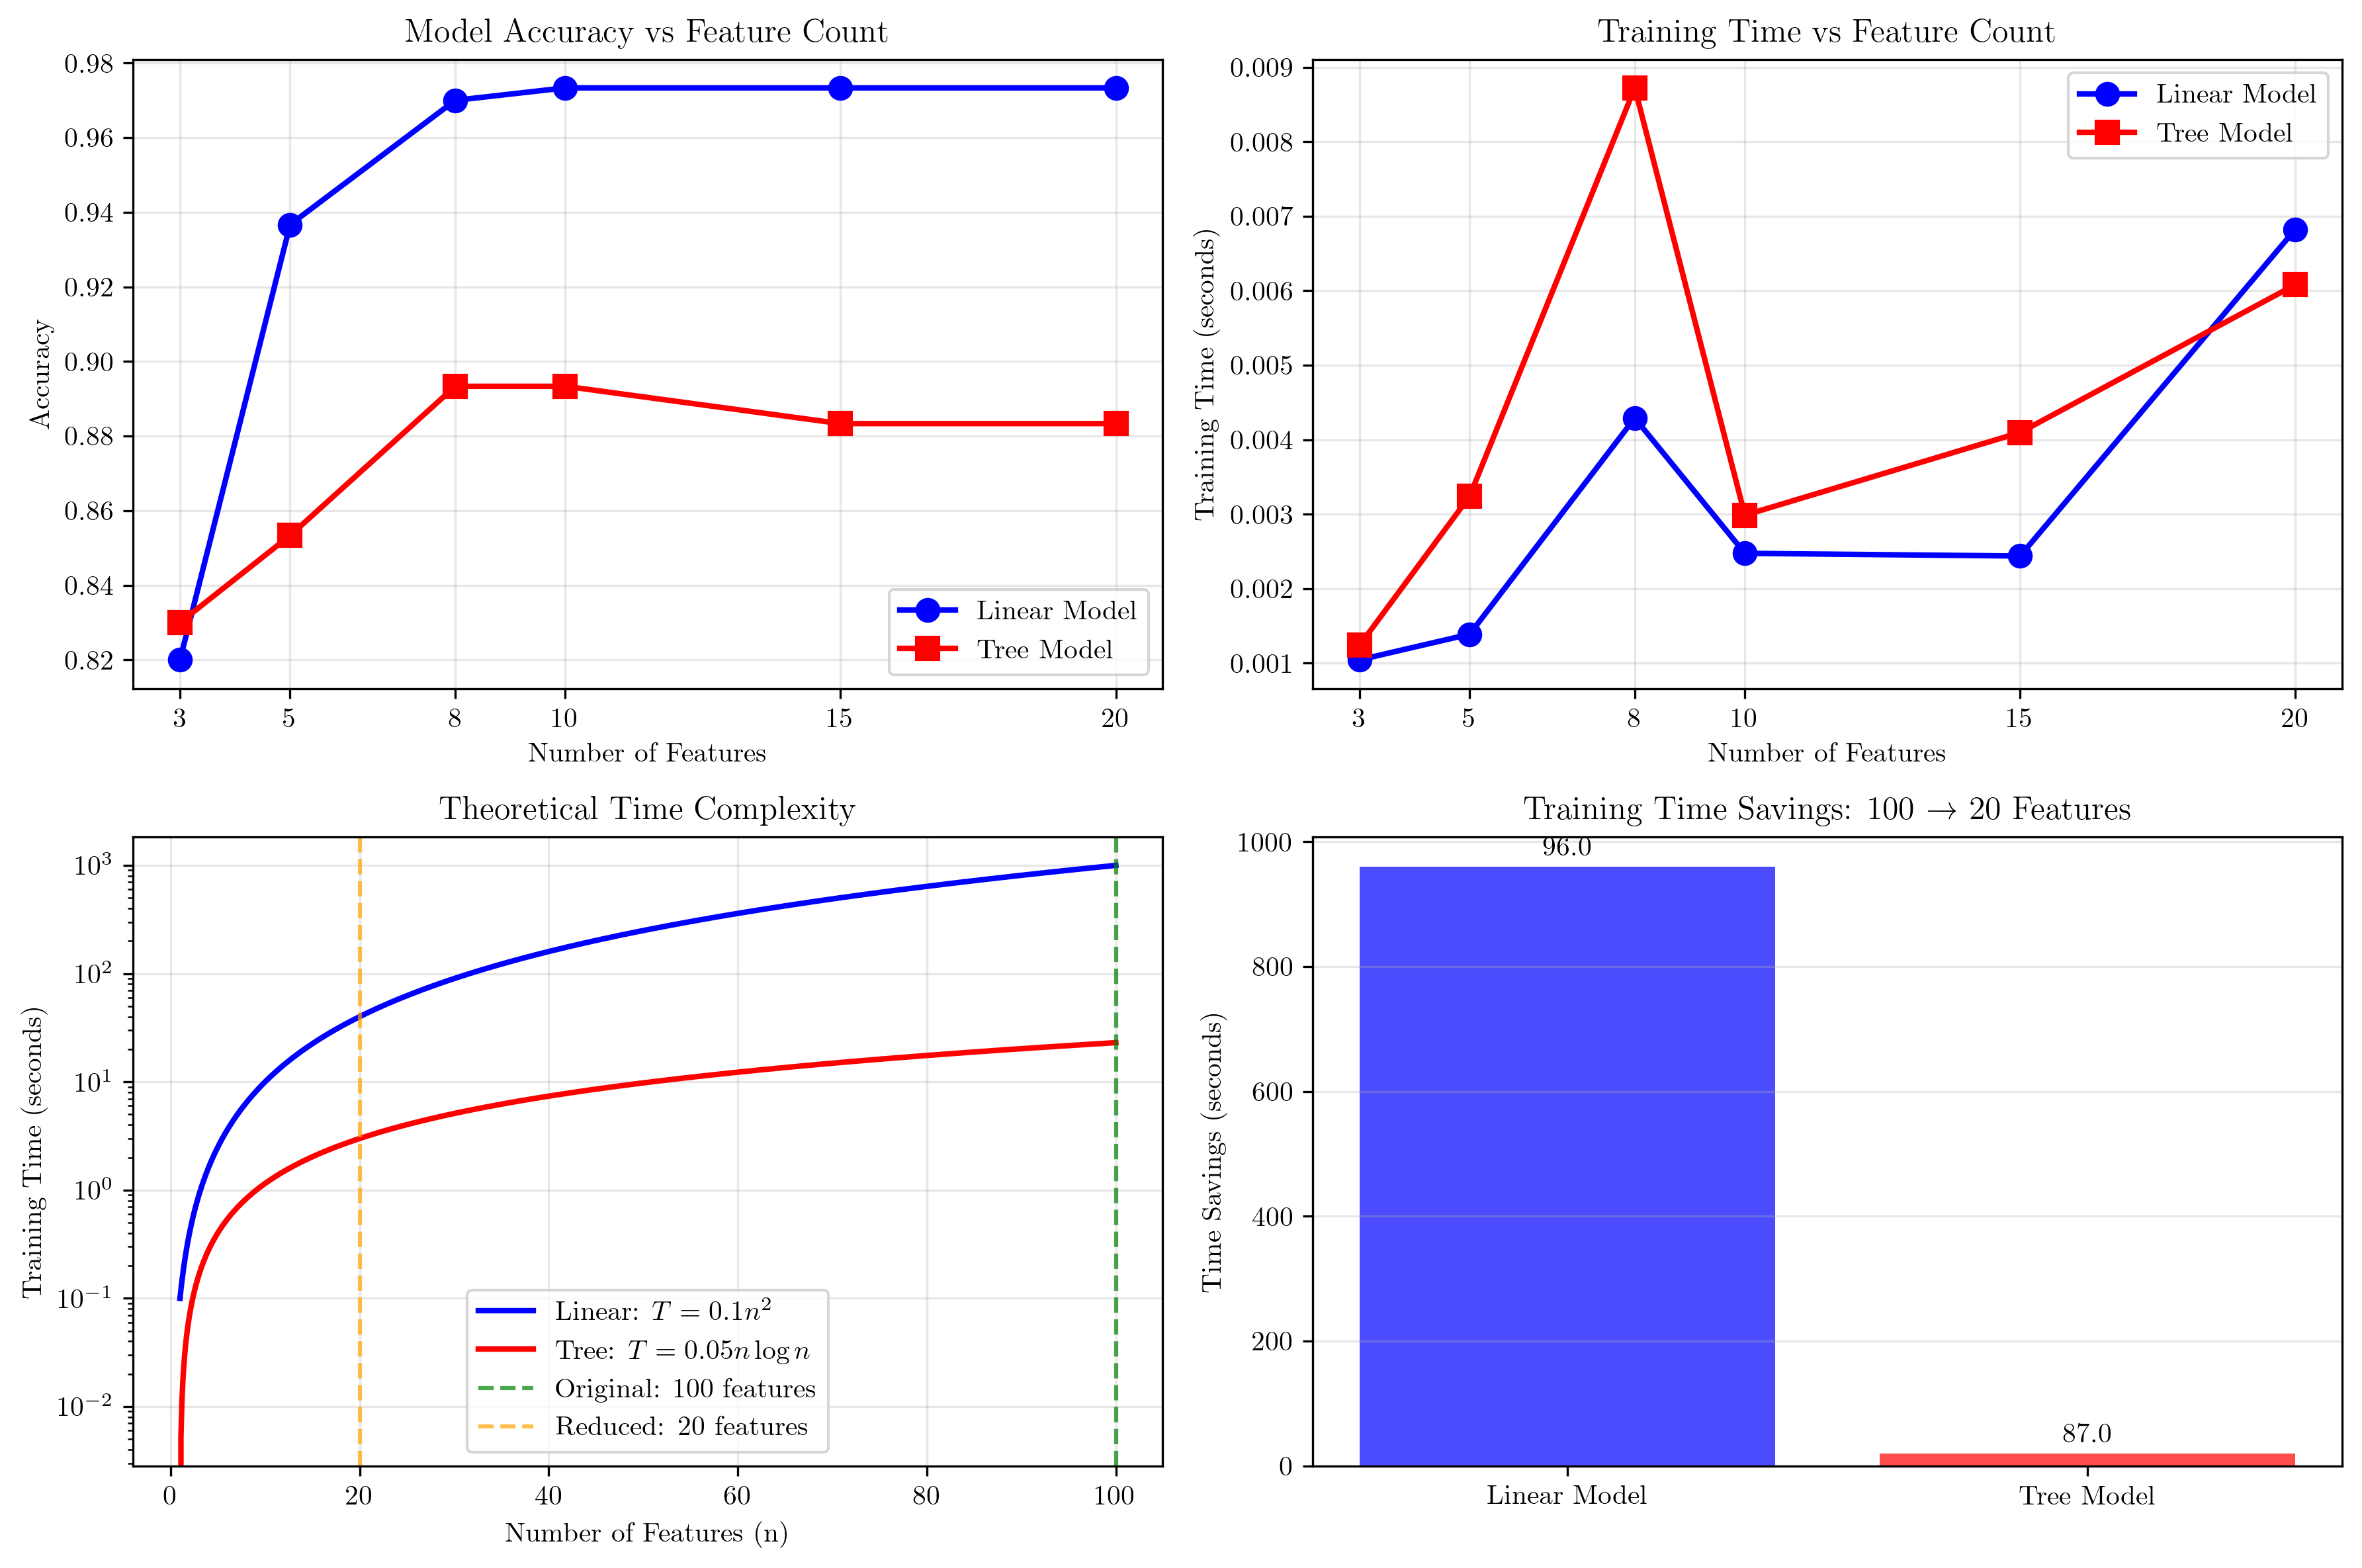 Model Accuracy vs Feature Count
0.98
0.96
0.94
0.92
0.90
0.88
0.86
0.84
0.82
Accuracy
Linear Model
Tree Model
3 5 8 10 15 20
Number of Features
Training Time vs Feature Count
0.009
0.008
0.007
0.006
0.005
0.004
0.003
0.002
0.001
Training Time (seconds)
Linear Model
Tree Model
3 5 8 10 15 20
Number of Features
Theoretical Time Complexity
10³
10²
10¹
10⁰
10⁻¹
10⁻²
Training Time (seconds)
Linear: T = 0.1n²
Tree: T = 0.05n log n
Original: 100 features
Reduced: 20 features
0 20 40 60 80 100
Number of Features (n)
Training Time Savings: 100 → 20 Features
1000
800
600
400
200
0
Time Savings (seconds)
96.0
87.0
Linear Model Tree Model